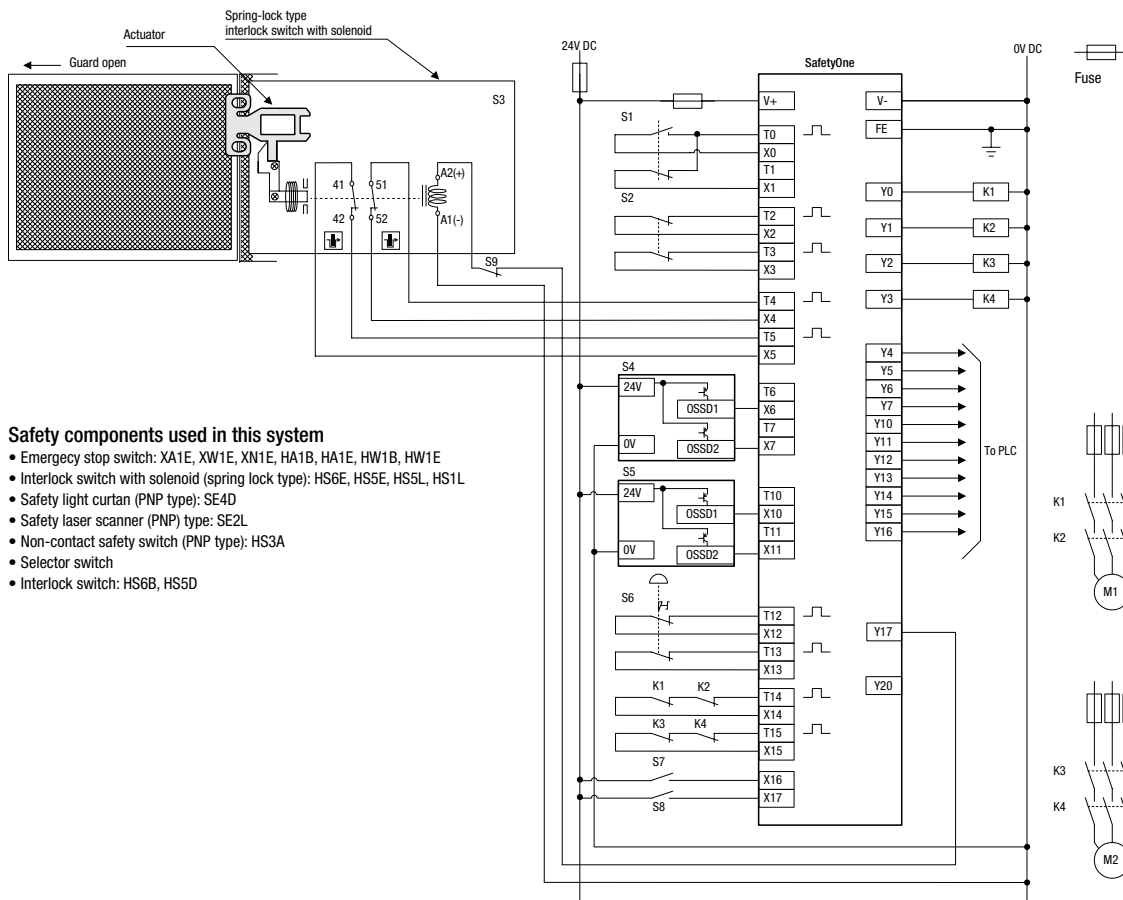 Spring-lock type
interlock switch with solenoid
Actuator
Guard open
S3
41
51
A2(+)
42
52
A1(-)
S9
24V DC
0V DC
Fuse
SafetyOne
V+
V-
FE
S1
T0
X0
T1
X1
Y0
K1
S2
T2
X2
Y1
K2
T3
X3
Y2
K3
T4
X4
Y3
K4
T5
X5
Y4
Y5
Y6
Y7
Y10
Y11
Y12
Y13
Y14
Y15
Y16
To PLC
S4
24V
OSSD1
0V
OSSD2
T6
X6
T7
X7
S5
24V
OSSD1
0V
OSSD2
T10
X10
T11
X11
S6
T12
X12
T13
X13
Y17
Y20
K1
K2
T14
X14
K3
K4
T15
X15
S7
X16
X17
S8
K1
K2
M1
K3
K4
M2
Safety components used in this system
• Emergecy stop switch: XA1E, XW1E, XN1E, HA1B, HA1E, HW1B, HW1E
• Interlock switch with solenoid (spring lock type): HS6E, HS5E, HS5L, HS1L
• Safety light curtan (PNP type): SE4D
• Safety laser scanner (PNP) type: SE2L
• Non-contact safety switch (PNP type): HS3A
• Selector switch
• Interlock switch: HS6B, HS5D